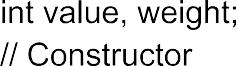 int value, weight;
// Constructor